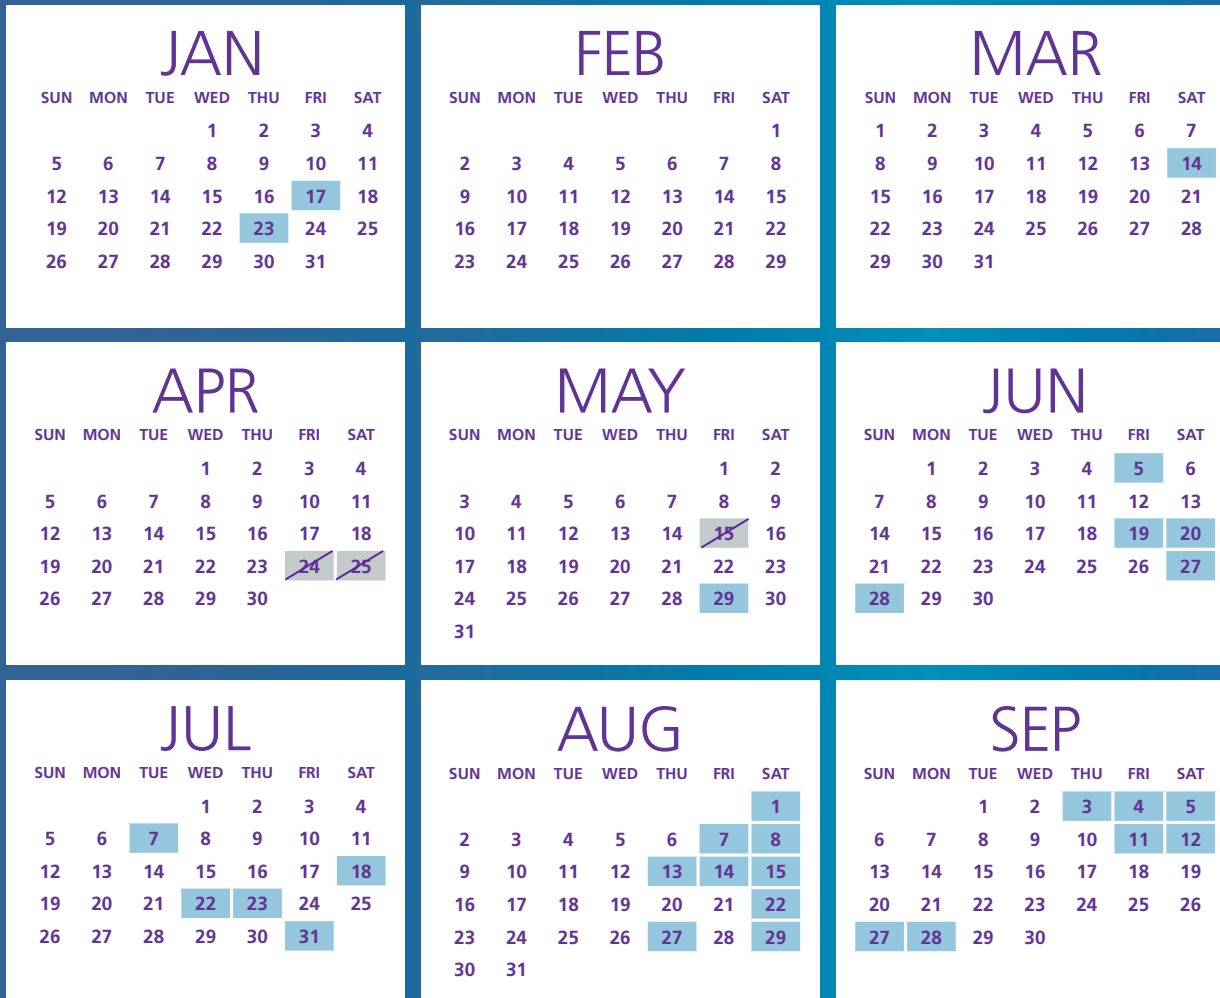 JAN
SUN MON TUE WED THU FRI SAT
1 2 3 4
5 6 7 8 9 10 11
12 13 14 15 16 17 18
19 20 21 22 23 24 25
26 27 28 29 30 31
FEB
SUN MON TUE WED THU FRI SAT
1
2 3 4 5 6 7 8
9 10 11 12 13 14 15
16 17 18 19 20 21 22
23 24 25 26 27 28 29
MAR
SUN MON TUE WED THU FRI SAT
1 2 3 4 5 6 7
8 9 10 11 12 13 14
15 16 17 18 19 20 21
22 23 24 25 26 27 28
29 30 31
APR
SUN MON TUE WED THU FRI SAT
1 2 3 4
5 6 7 8 9 10 11
12 13 14 15 16 17 18
19 20 21 22 23 24 25
26 27 28 29 30
MAY
SUN MON TUE WED THU FRI SAT
1 2
3 4 5 6 7 8 9
10 11 12 13 14 15 16
17 18 19 20 21 22 23
24 25 26 27 28 29 30
31
JUN
SUN MON TUE WED THU FRI SAT
1 2 3 4 5 6
7 8 9 10 11 12 13
14 15 16 17 18 19 20
21 22 23 24 25 26 27
28 29 30
JUL
SUN MON TUE WED THU FRI SAT
1 2 3 4
5 6 7 8 9 10 11
12 13 14 15 16 17 18
19 20 21 22 23 24 25
26 27 28 29 30 31
AUG
SUN MON TUE WED THU FRI SAT
1
2 3 4 5 6 7 8
9 10 11 12 13 14 15
16 17 18 19 20 21 22
23 24 25 26 27 28 29
30 31
SEP
SUN MON TUE WED THU FRI SAT
1 2 3 4 5
6 7 8 9 10 11 12
13 14 15 16 17 18 19
20 21 22 23 24 25 26
27 28 29 30